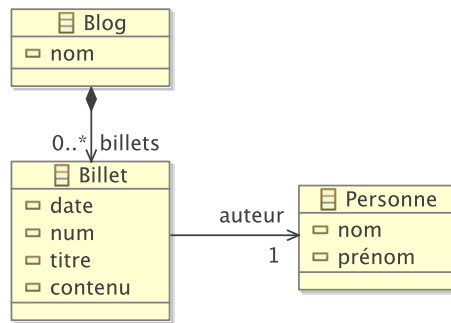 Blog
nom
0..* billets
Billet
date
num
titre
contenu
auteur
1
Personne
nom
prénom